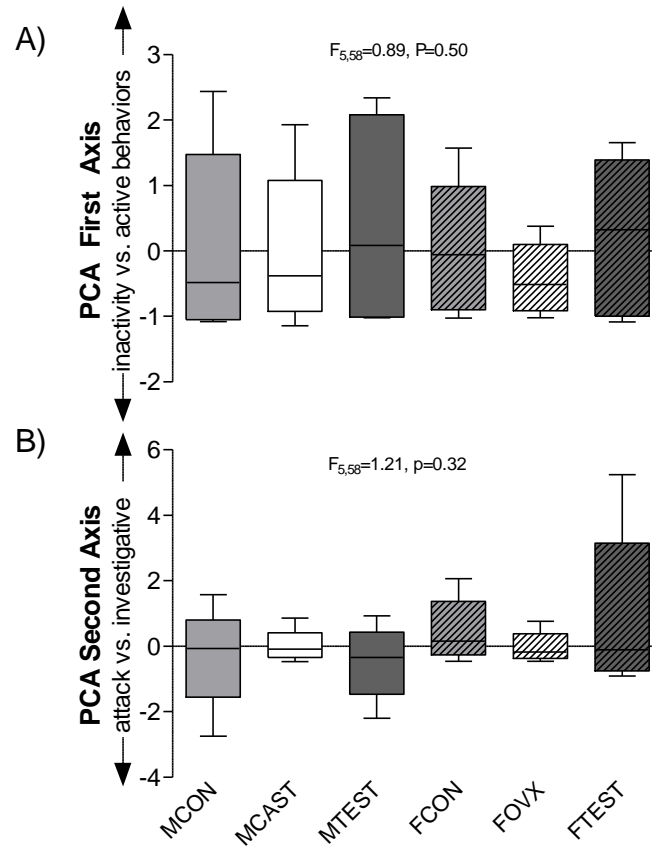 A)
F5,58=0.89, P=0.50
PCA First Axis
inactivity vs. active behaviors
3
2
1
0
-1
-2
B)
F5,58=1.21, p=0.32
PCA Second Axis
attack vs. investigative
6
4
2
0
-2
-4
MCON
MCAST
MTEST
FCON
FOVX
FTEST